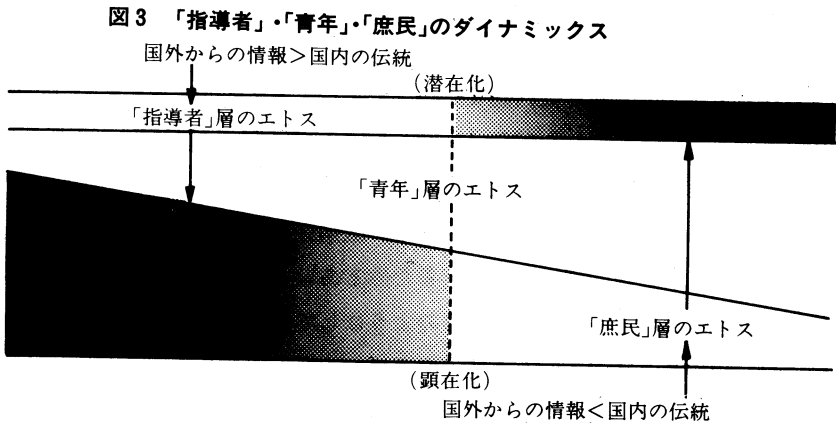 図3 「指導者」・「青年」・「庶民」のダイナミックス
国外からの情報＞国内の伝統
（潜在化）
「指導者」層のエトス
「青年」層のエトス
「庶民」層のエトス
（顕在化）
国外からの情報＜国内の伝統